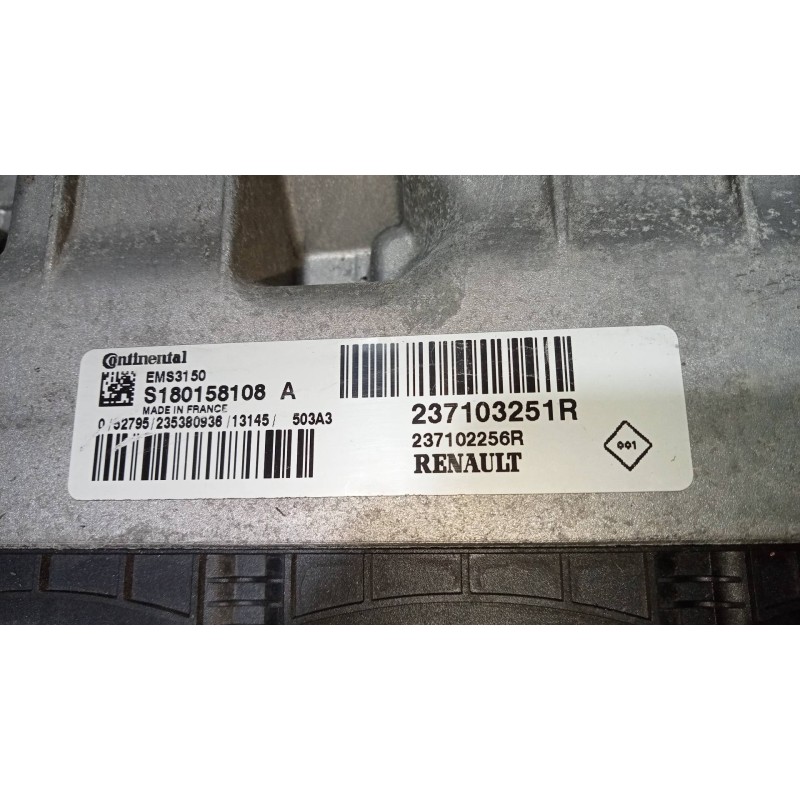 Continental
EMS3150
S180158108 A
MADE IN FRANCE
0/52795/235380936/13145/ 503A3
237103251R
237102256R
RENAULT
001